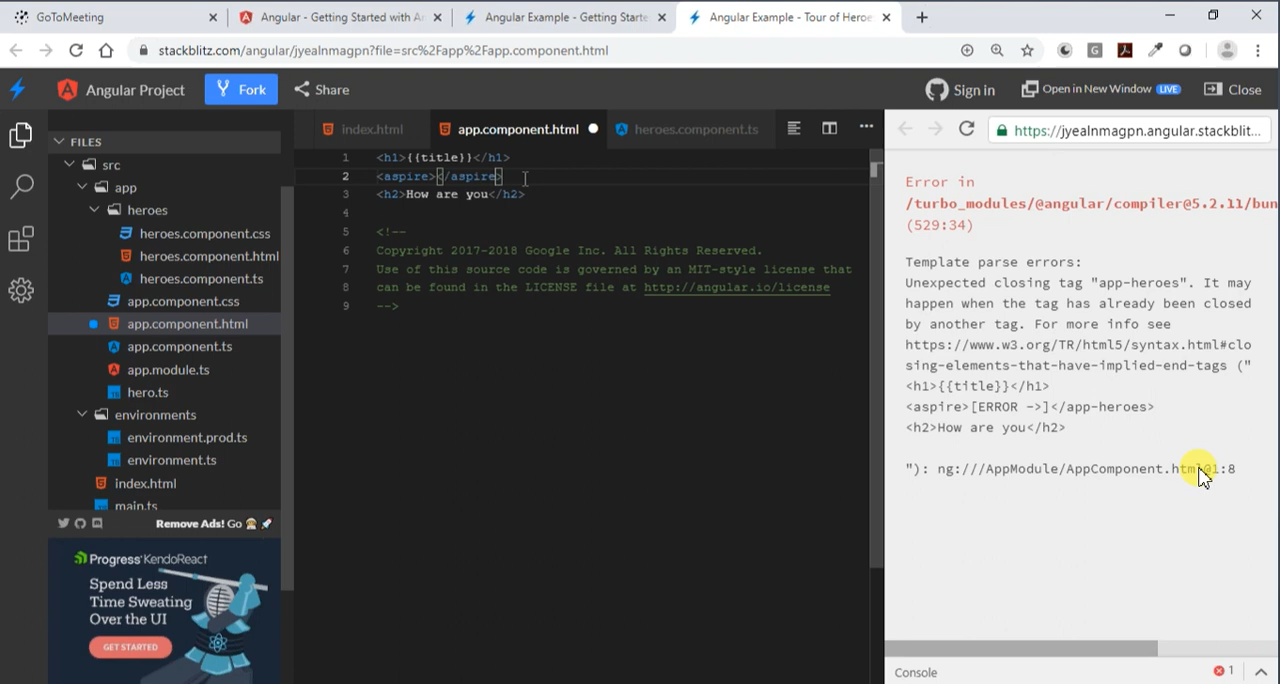 GoToMeeting
Angular - Getting Started with A
Angular Example - Getting Starte
Angular Example - Tour of Heroe
stackblitz.com/angular/jyealnmagpn?file=src%2Fapp%2Fapp.component.html
Angular Project
Fork
Share
Sign in
Open in New Window LIVE
Close
FILES
src
app
heroes
heroes.component.css
heroes.component.html
heroes.component.ts
app.component.css
app.component.html
app.component.ts
app.module.ts
hero.ts
environments
environment.prod.ts
environment.ts
index.html
main.ts
Remove Ads! Go
Progress KendoReact
Spend Less
Time Sweating
Over the UI
GET STARTED
index.html
app.component.html
heroes.component.ts
1 <h1>{{title}}</h1>
2 <aspire></aspire>
3 <h2>How are you</h2>
4
5 <!--
6 Copyright 2017-2018 Google Inc. All Rights Reserved.
7 Use of this source code is governed by an MIT-style license that
8 can be found in the LICENSE file at http://angular.io/license
9 -->
https://jyealnmagpn.angular.stackblit...
Error in
/turbo_modules/@angular/compiler@5.2.11/bun
(529:34)
Template parse errors:
Unexpected closing tag "app-heroes". It may
happen when the tag has already been closed
by another tag. For more info see
https://www.w3.org/TR/html5/syntax.html#clo
sing-elements-that-have-implied-end-tags ("
<h1>{{title}}</h1>
<aspire>[ERROR ->]</app-heroes>
<h2>How are you</h2>
"): ng:///AppModule/AppComponent.html@1:8
Console
1